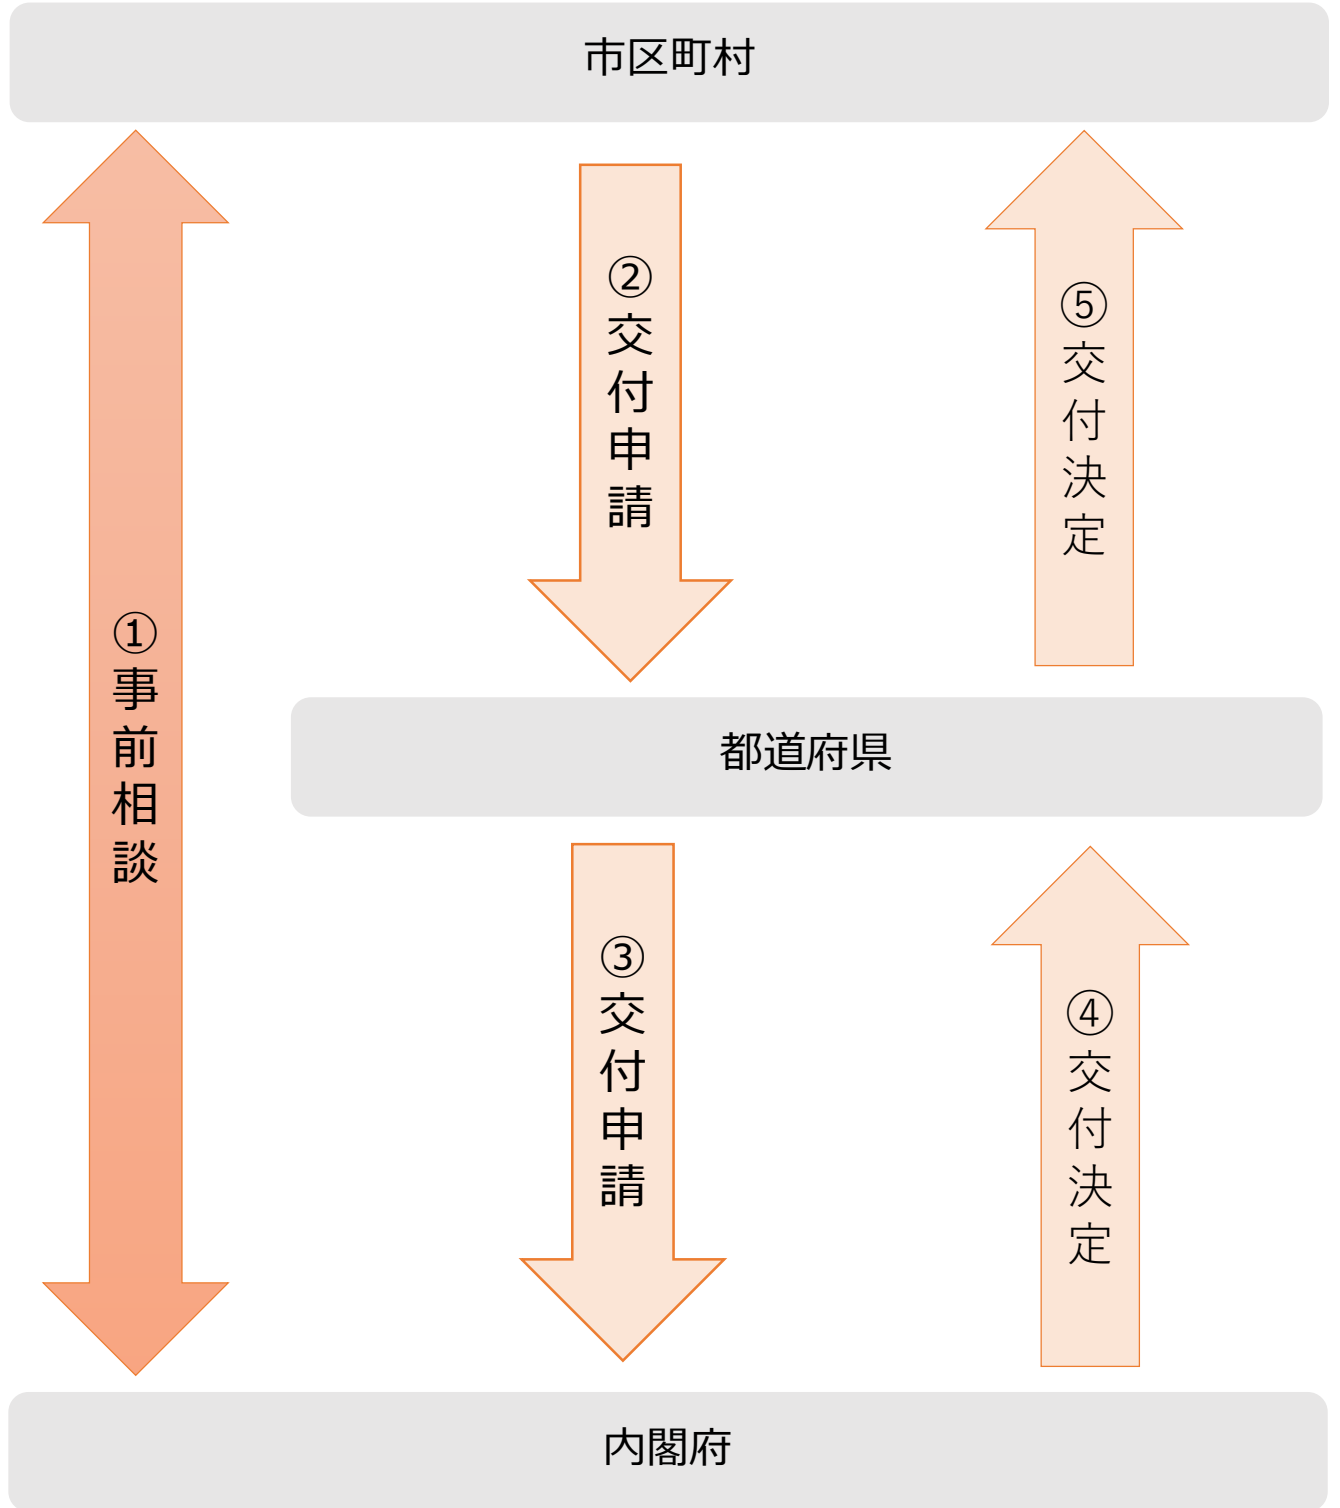 市区町村
①事前相談
②交付申請
⑤交付決定
都道府県
③交付申請
④交付決定
内閣府